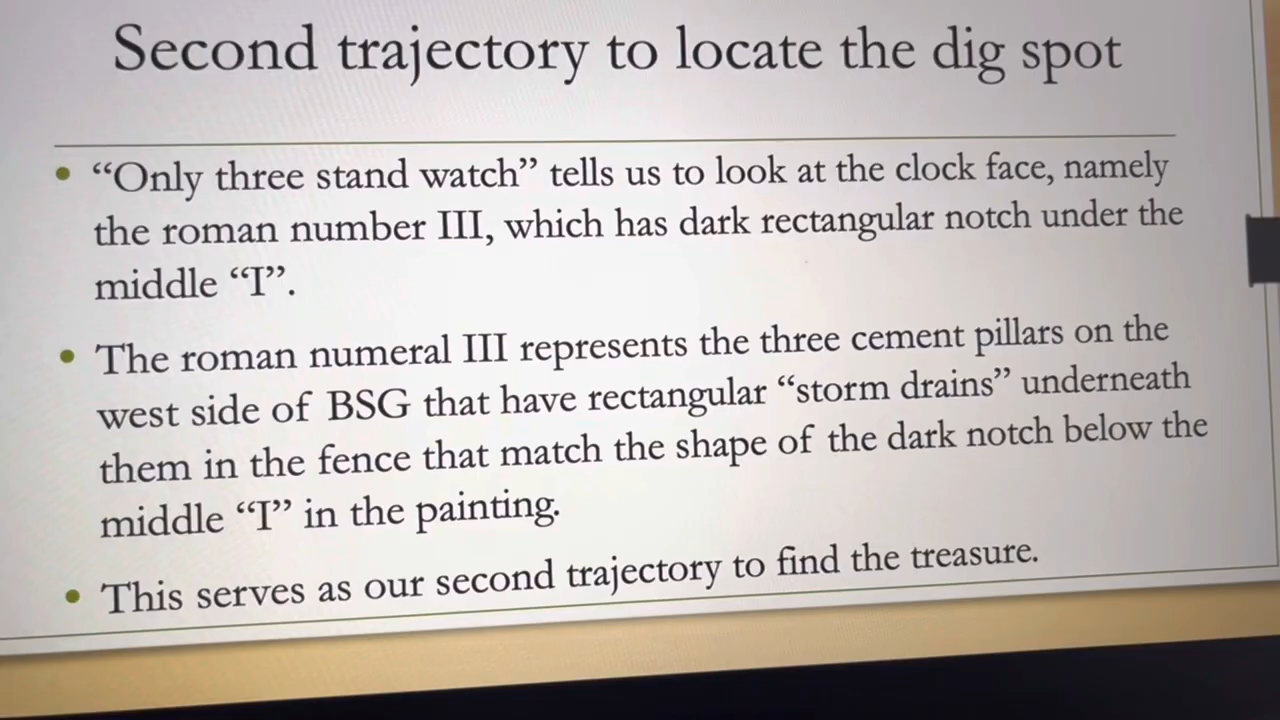 Second trajectory to locate the dig spot
• “Only three stand watch” tells us to look at the clock face, namely
the roman number III, which has dark rectangular notch under the
middle “I”.
• The roman numeral III represents the three cement pillars on the
west side of BSG that have rectangular “storm drains” underneath
them in the fence that match the shape of the dark notch below the
middle “I” in the painting.
• This serves as our second trajectory to find the treasure.